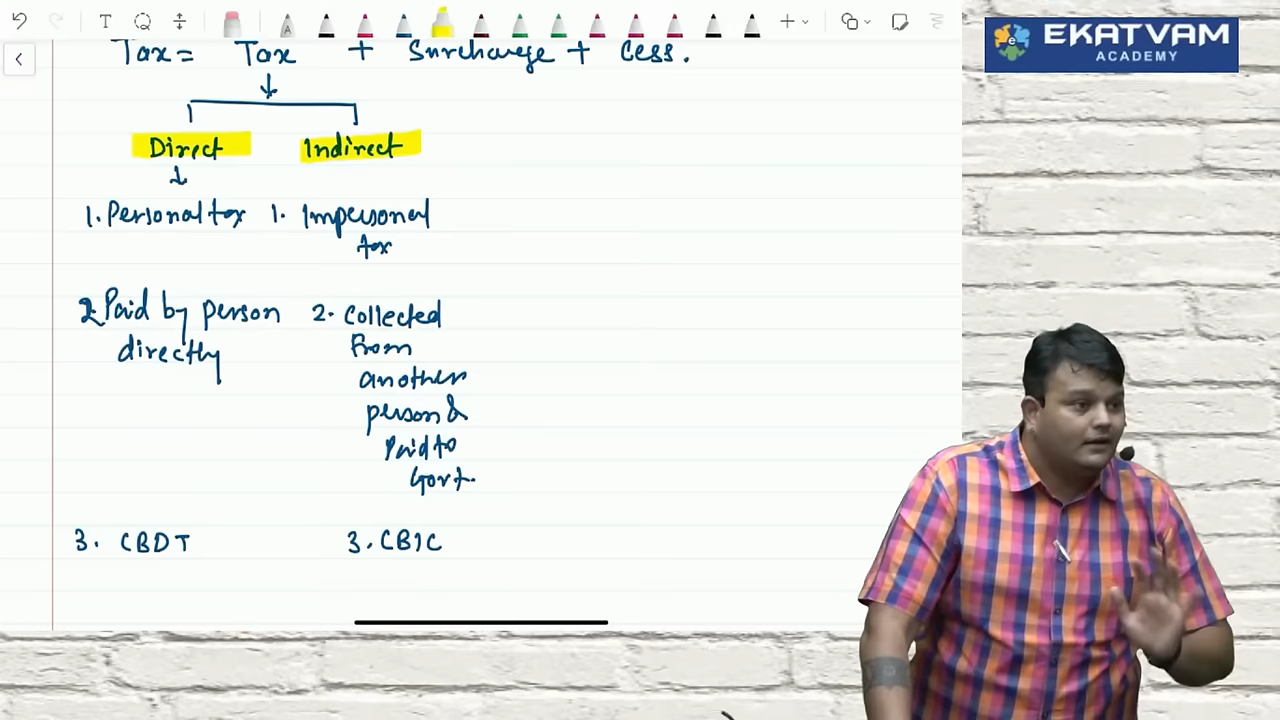 EKATVAM
ACADEMY
Tax = Tax + Surcharge + Cess.
Direct Indirect
1. Personal tax 1. Impersonal
tax
2. Paid by person 2. Collected
directly From
another
person &
Paid to
Govt.
3. CBDT 3. CBIC